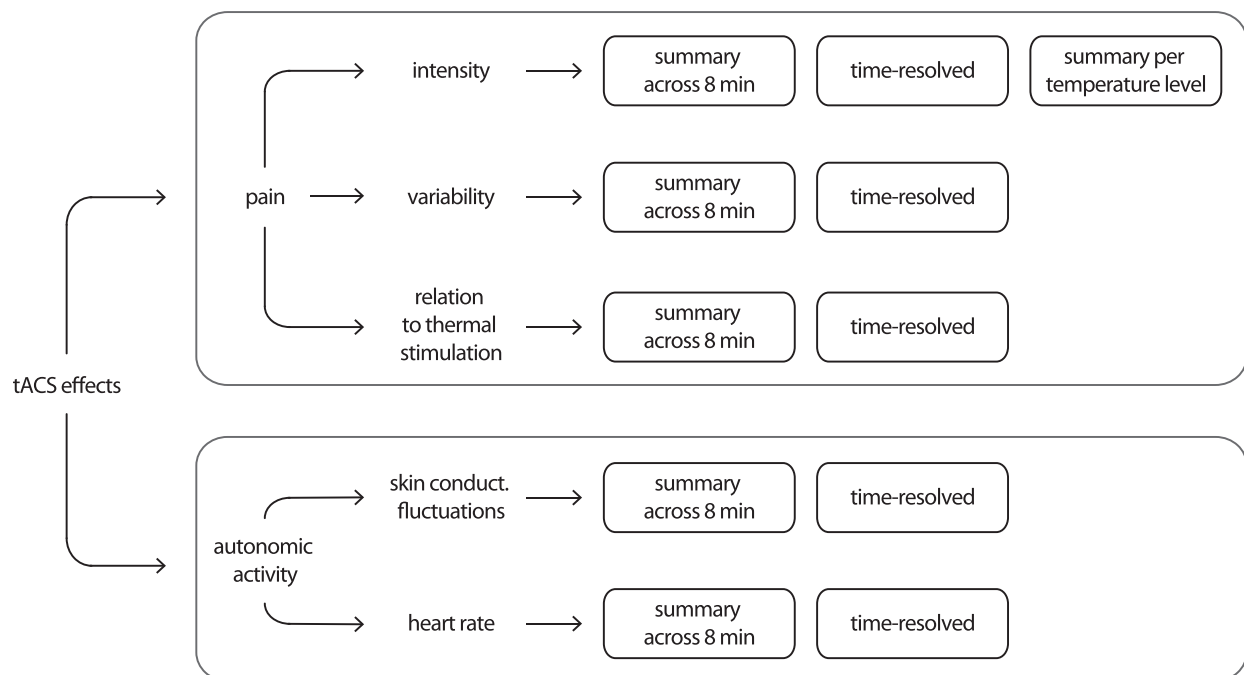 intensity
summary
across 8 min
time-resolved
summary per
temperature level
pain
variability
summary
across 8 min
time-resolved
relation
to thermal
stimulation
summary
across 8 min
time-resolved
tACS effects
skin conduct.
fluctuations
summary
across 8 min
time-resolved
autonomic
activity
heart rate
summary
across 8 min
time-resolved